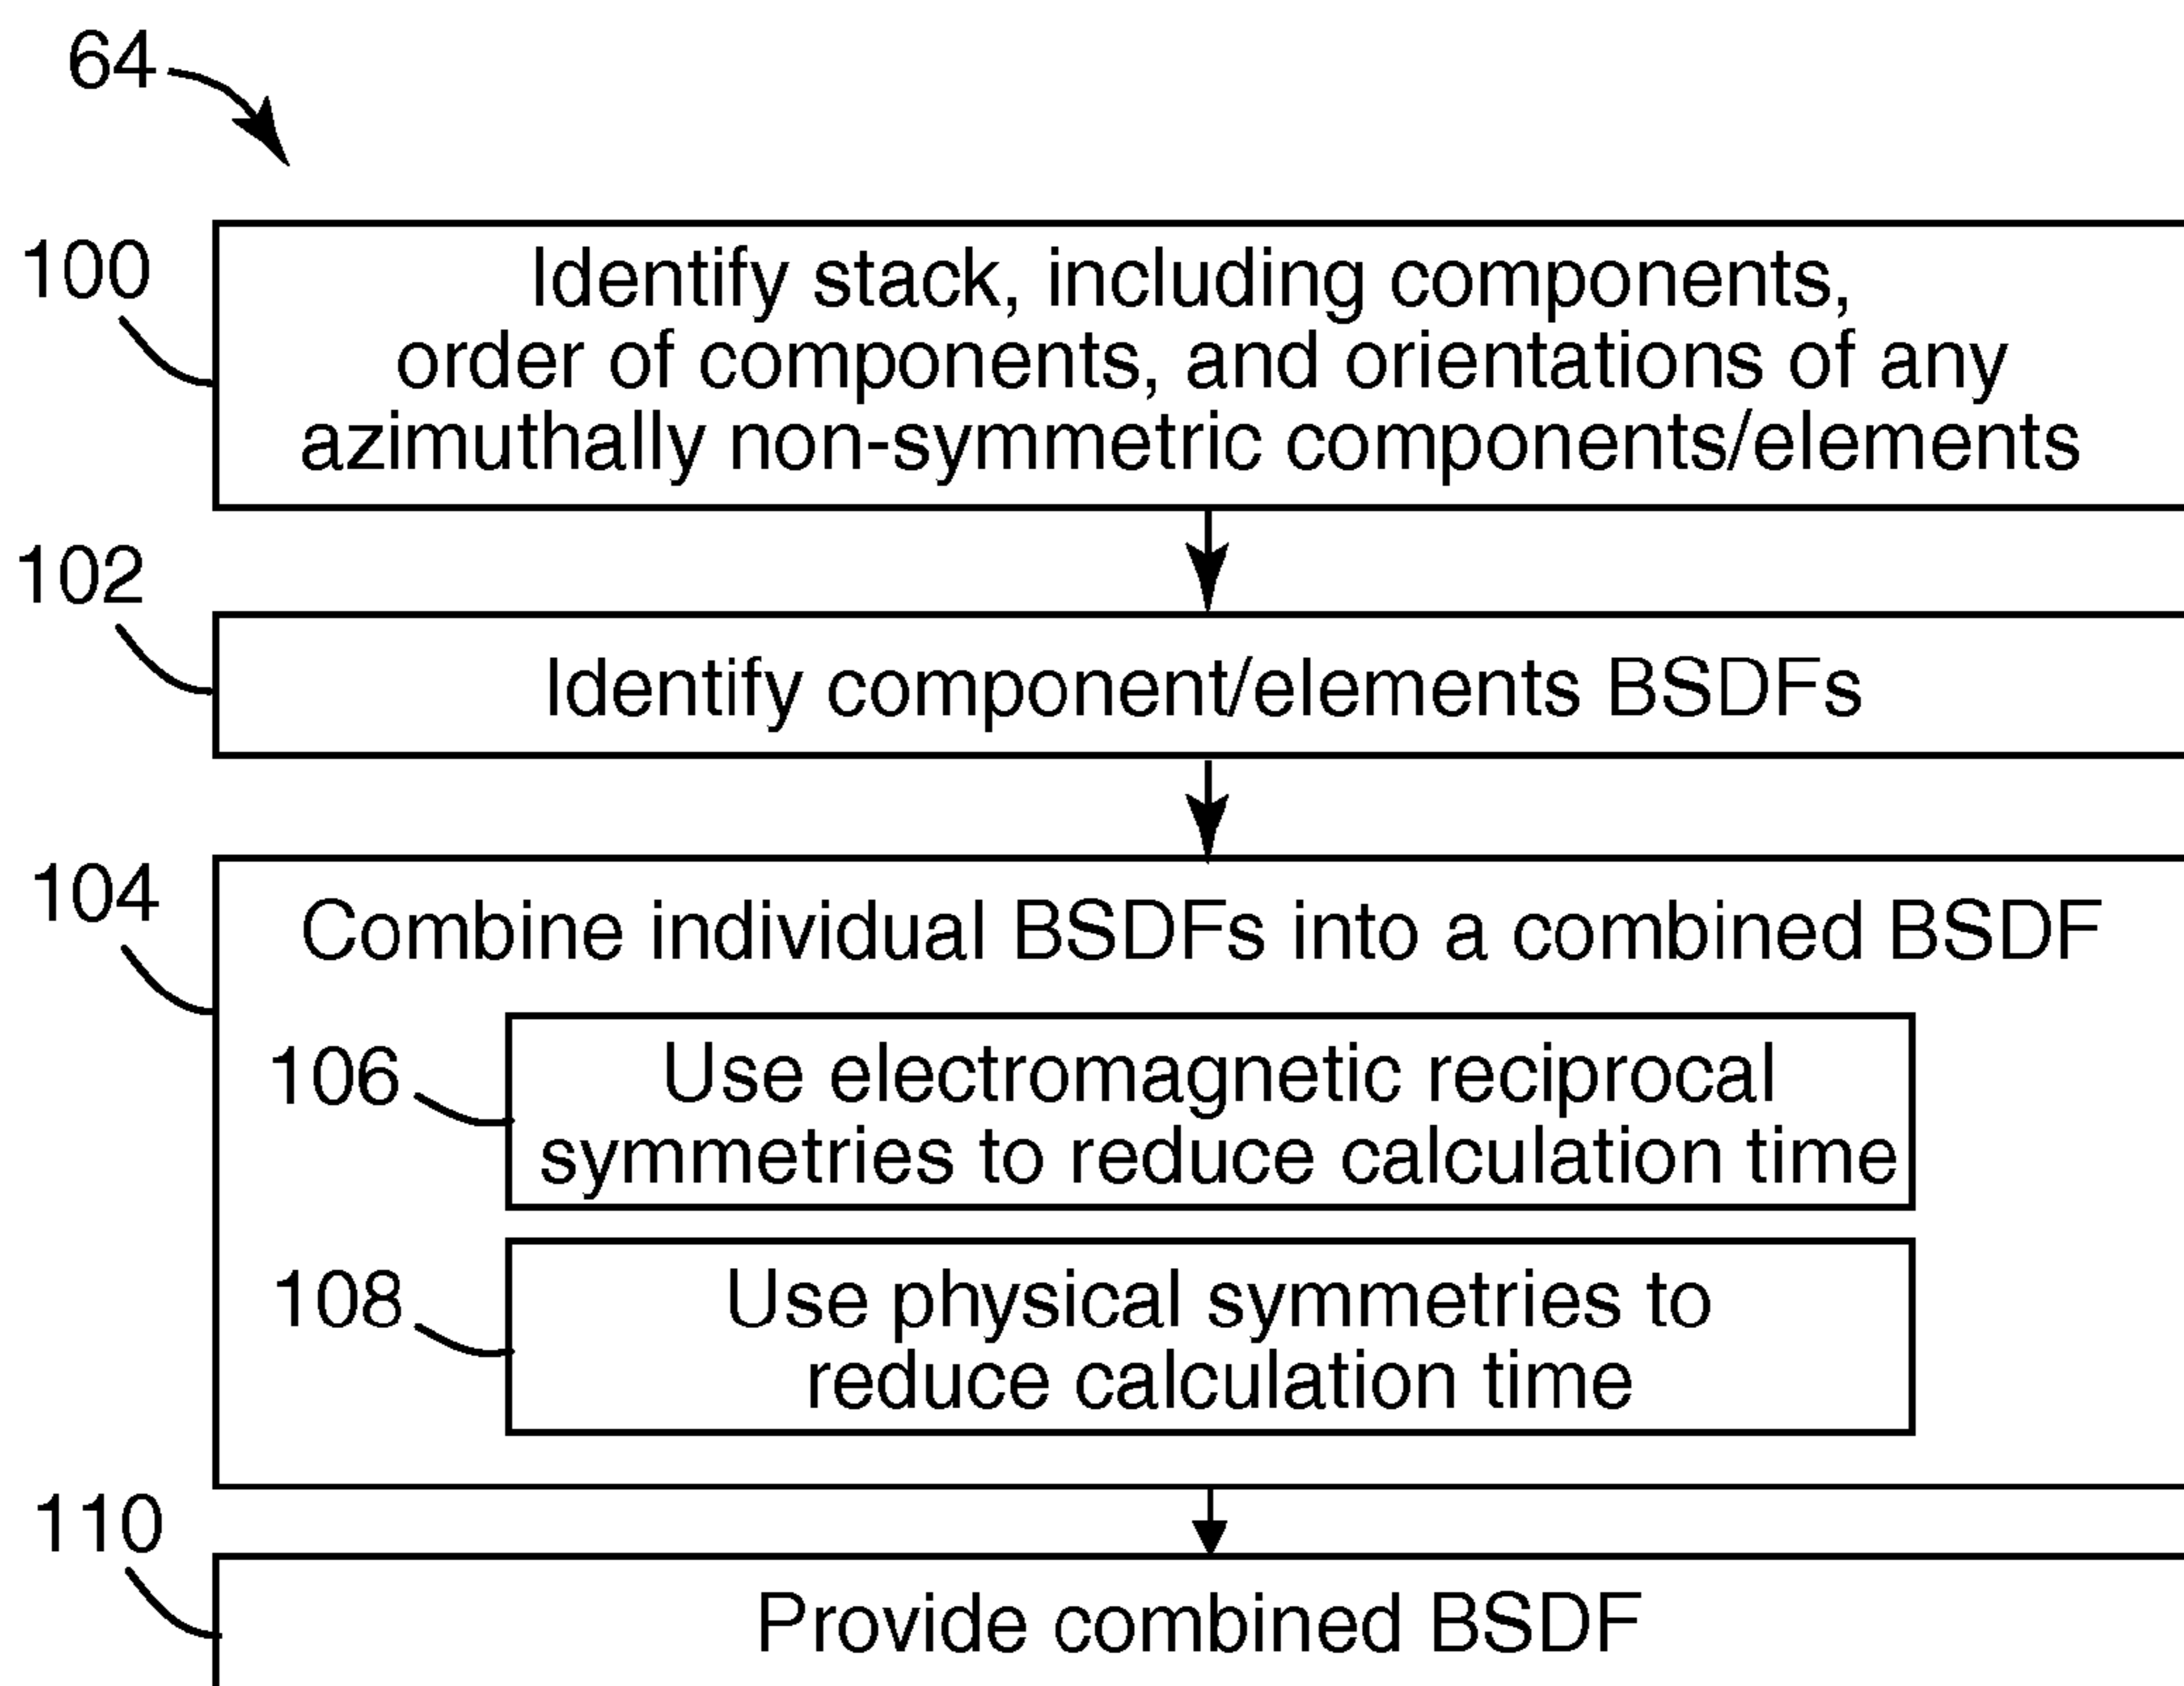 64
100
Identify stack, including components,
order of components, and orientations of any
azimuthally non-symmetric components/elements
102
Identify component/elements BSDFs
104
Combine individual BSDFs into a combined BSDF
106
Use electromagnetic reciprocal
symmetries to reduce calculation time
108
Use physical symmetries to
reduce calculation time
110
Provide combined BSDF